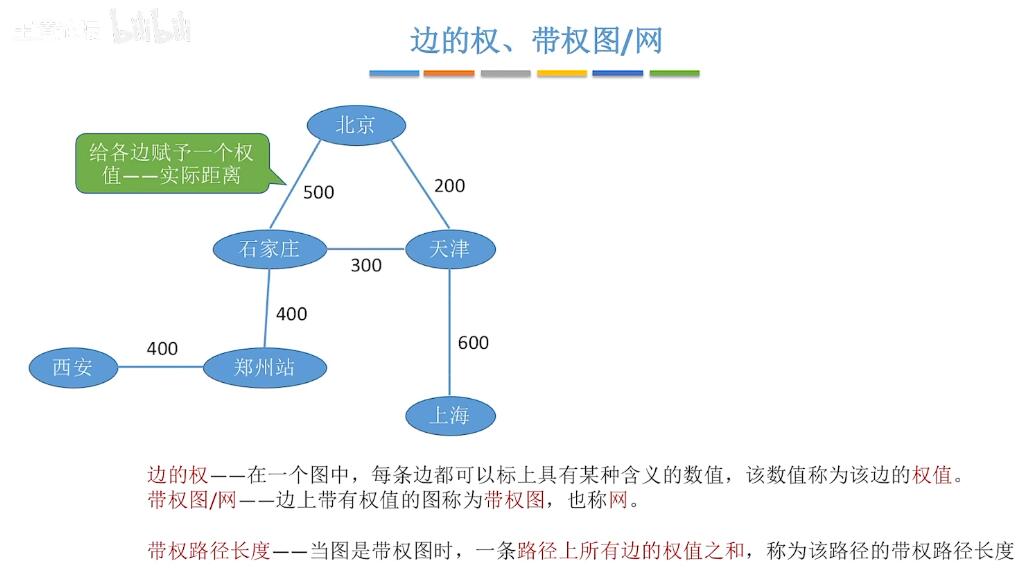 王道论坛 bilibili
边的权、带权图/网
北京
给各边赋予一个权
值——实际距离
500
200
石家庄
天津
300
400
600
400
西安
郑州站
上海
边的权——在一个图中，每条边都可以标上具有某种含义的数值，该数值称为该边的权值。
带权图/网——边上带有权值的图称为带权图，也称网。
带权路径长度——当图是带权图时，一条路径上所有边的权值之和，称为该路径的带权路径长度